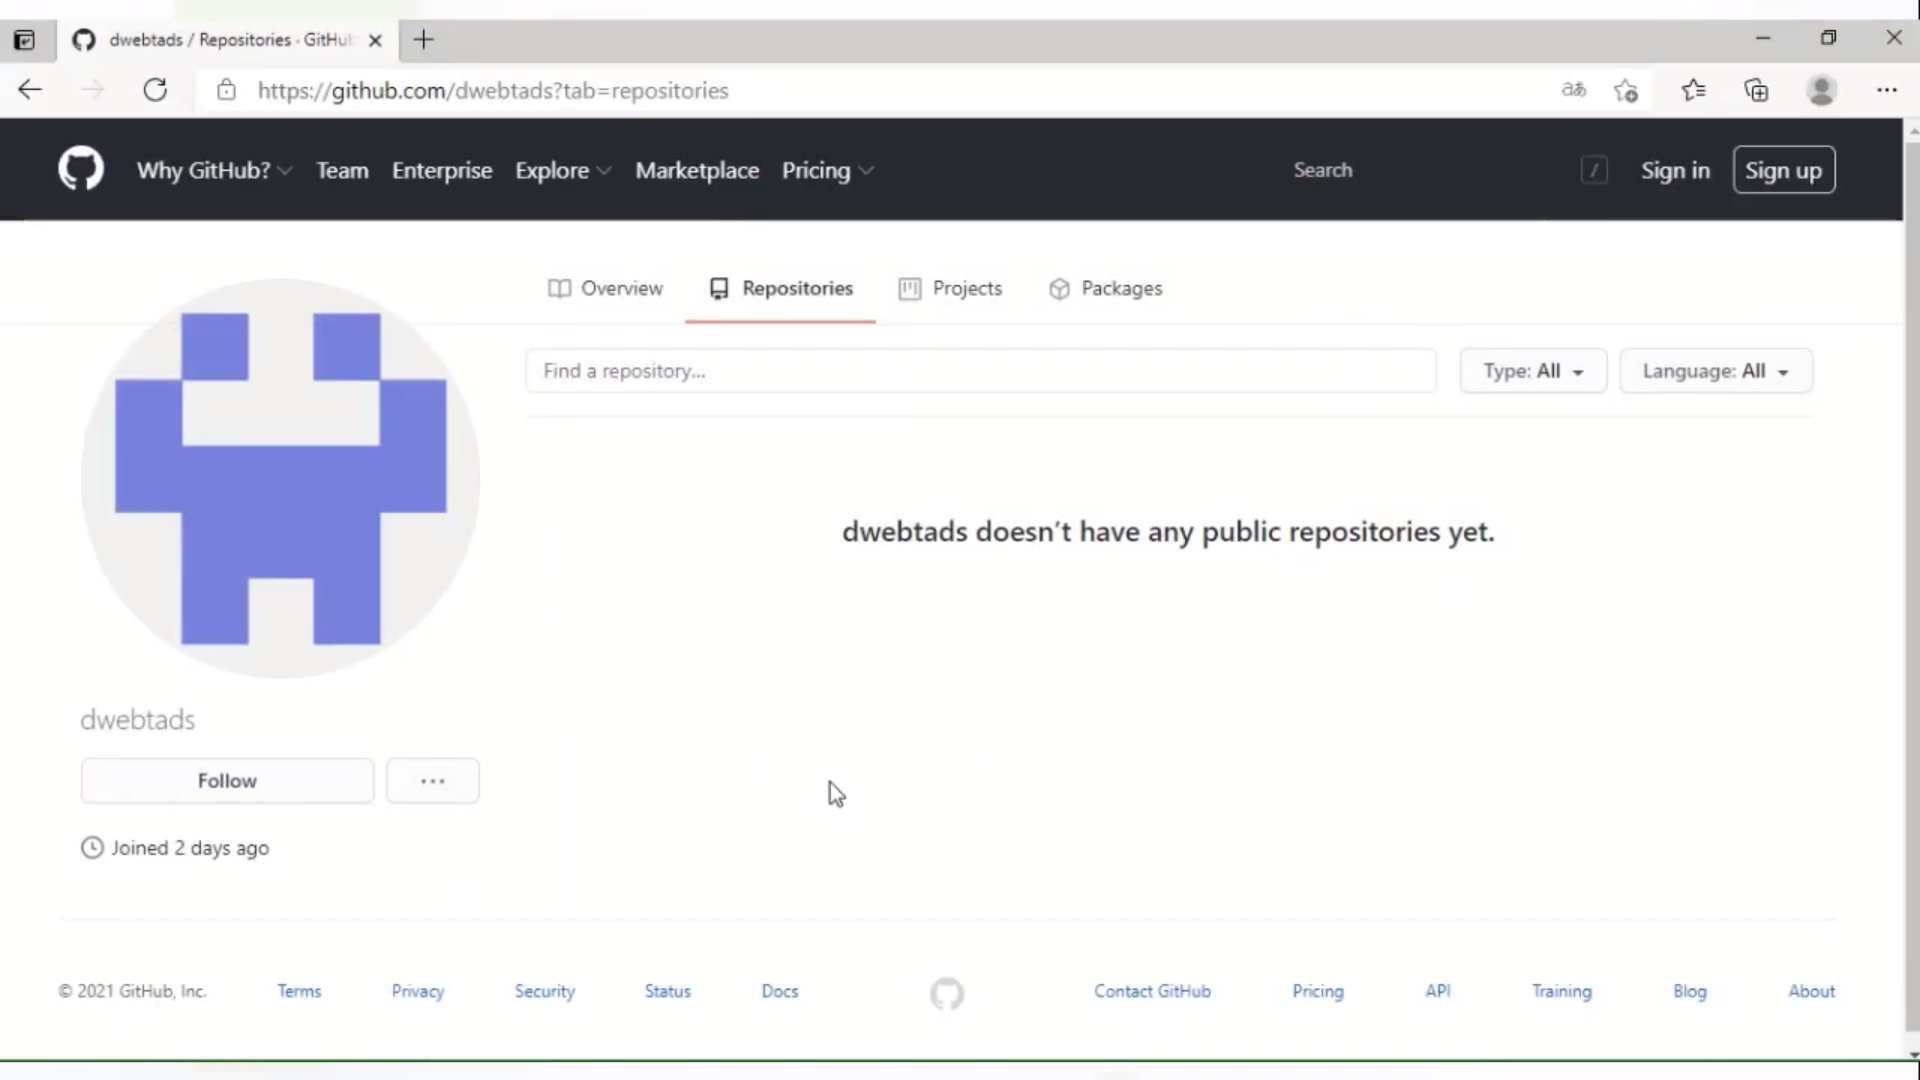 dwebtads / Repositories · GitHub
https://github.com/dwebtads?tab=repositories
aあ
Why GitHub? Team Enterprise Explore Marketplace Pricing Search / Sign in Sign up
Overview Repositories Projects Packages
Find a repository... Type: All Language: All
dwebtads doesn't have any public repositories yet.
dwebtads
Follow ...
Joined 2 days ago
© 2021 GitHub, Inc. Terms Privacy Security Status Docs Contact GitHub Pricing API Training Blog About